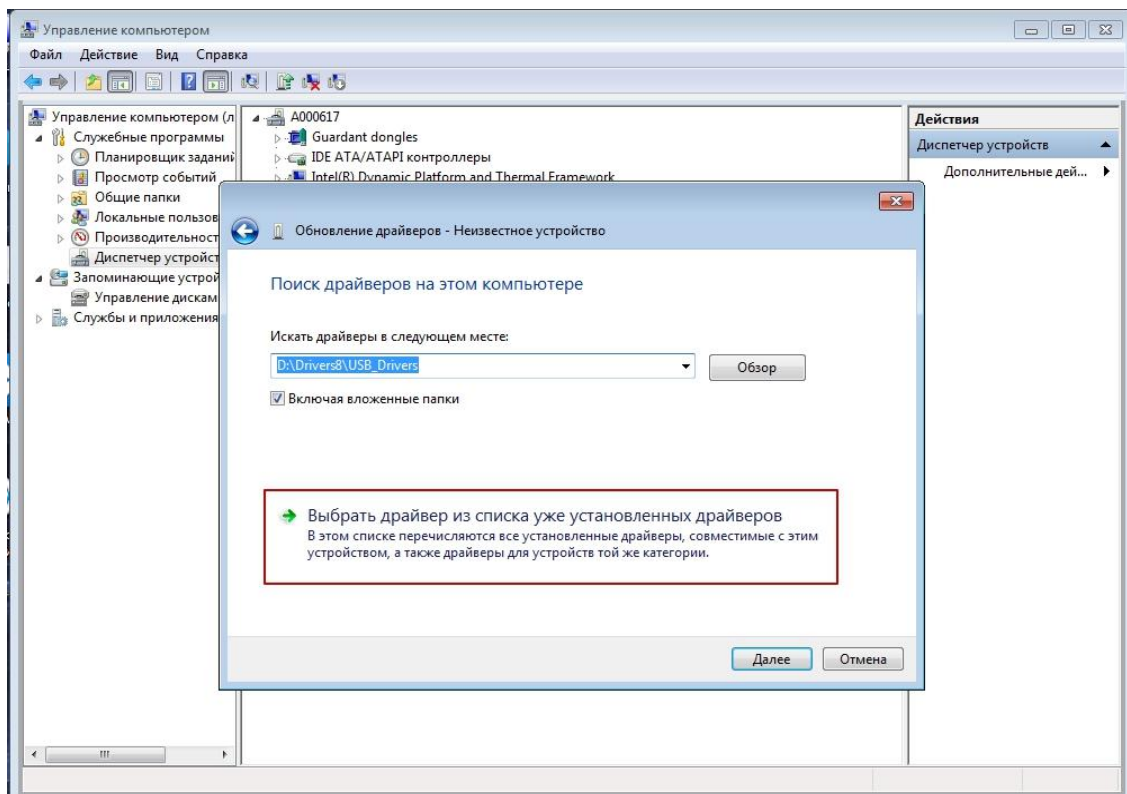 Управление компьютером
Файл Действие Вид Справка
Управление компьютером (л
Служебные программы
Планировщик заданий
Просмотр событий
Общие папки
Локальные пользов
Производительност
Диспетчер устройст
Запоминающие устрой
Управление дискам
Службы и приложения
A000617
Guardant dongles
IDE ATA/ATAPI контроллеры
Intel(R) Dynamic Platform and Thermal Framework
Действия
Диспетчер устройств
Дополнительные дей...
Обновление драйверов - Неизвестное устройство
Поиск драйверов на этом компьютере
Искать драйверы в следующем месте:
D:\Drivers8\USB_Drivers
Обзор
Включая вложенные папки
Выбрать драйвер из списка уже установленных драйверов
В этом списке перечисляются все установленные драйверы, совместимые с этим
устройством, а также драйверы для устройств той же категории.
Далее Отмена